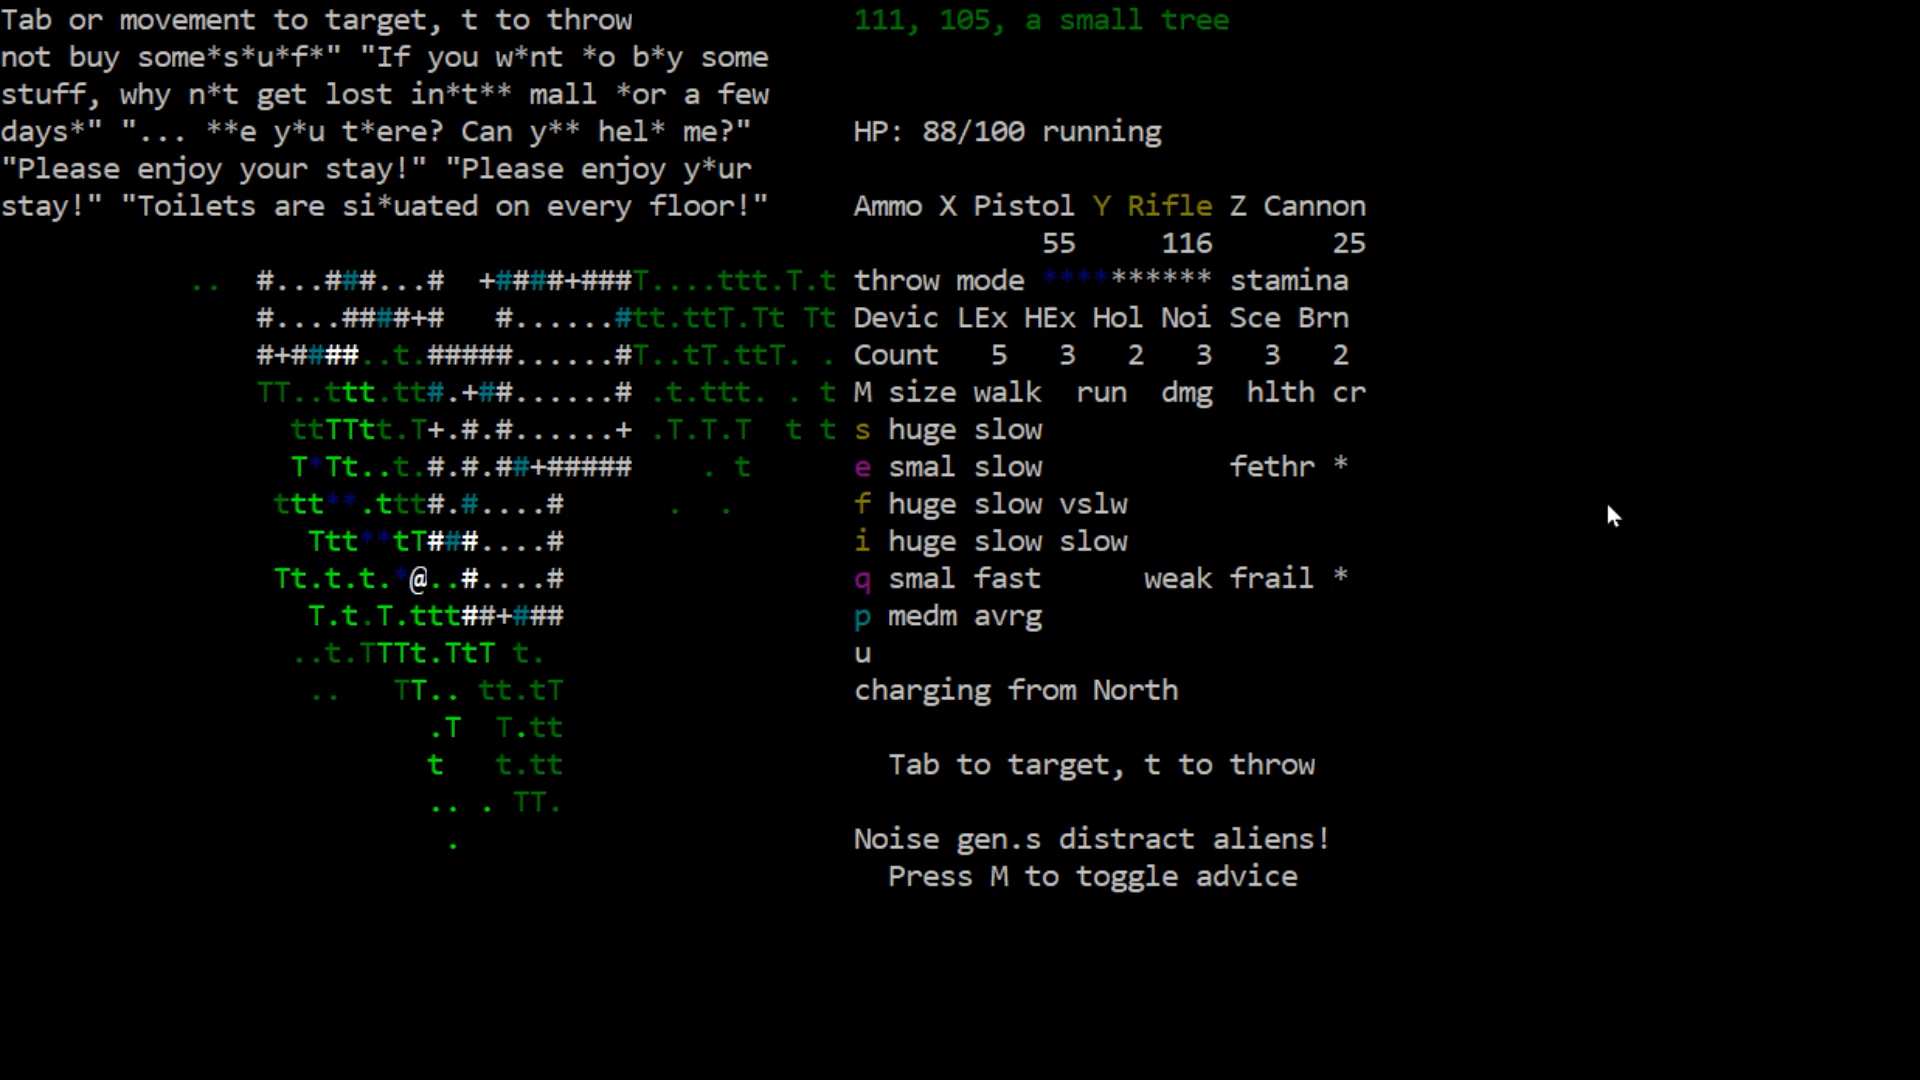 Tab or movement to target, t to throw
not buy some*s*u*f*" "If you w*nt *o b*y some
stuff, why n*t get lost in*t** mall *or a few
days*" "... **e y*u t*ere? Can y** hel* me?"
"Please enjoy your stay!" "Please enjoy y*ur
stay!" "Toilets are si*uated on every floor!"
.. #...###...# +####+###T....ttt.T.t
#....####+# #......#tt.ttT.Tt Tt
#+####..t.#####......#T..tT.ttT. .
TT..ttt.tt#.+##......# .t.ttt. . t
ttTTtt.T+.#.#......+ .T.T.T t t
T*Tt..t.#.#.##+##### . t
ttt**.ttt#.#....# . .
Ttt**tT###....#
Tt.t.t.*@..#....#
T.t.T.ttt##+###
..t.TTTt.TtT t.
.. TT.. tt.tT
.T T.tt
t t.tt
.. . TT.
.
111, 105, a small tree
HP: 88/100 running
Ammo X Pistol Y Rifle Z Cannon
55 116 25
throw mode ********** stamina
Devic LEx HEx Hol Noi Sce Brn
Count 5 3 2 3 3 2
M size walk run dmg hlth cr
s huge slow
e smal slow fethr *
f huge slow vslw
i huge slow slow
q smal fast weak frail *
p medm avrg
u
charging from North
Tab to target, t to throw
Noise gen.s distract aliens!
Press M to toggle advice